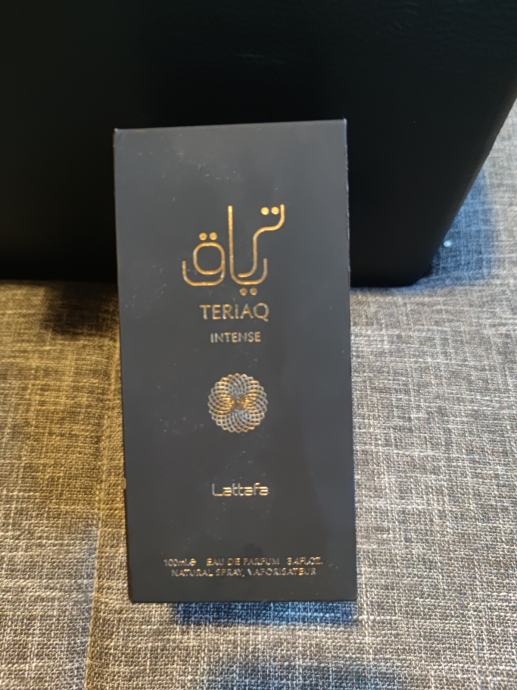 ترياق
TERIAQ
INTENSE
Lattafa
100ml.e EAU DE PARFUM 3.4FL.OZ.
NATURAL SPRAY, VAPORISATEUR